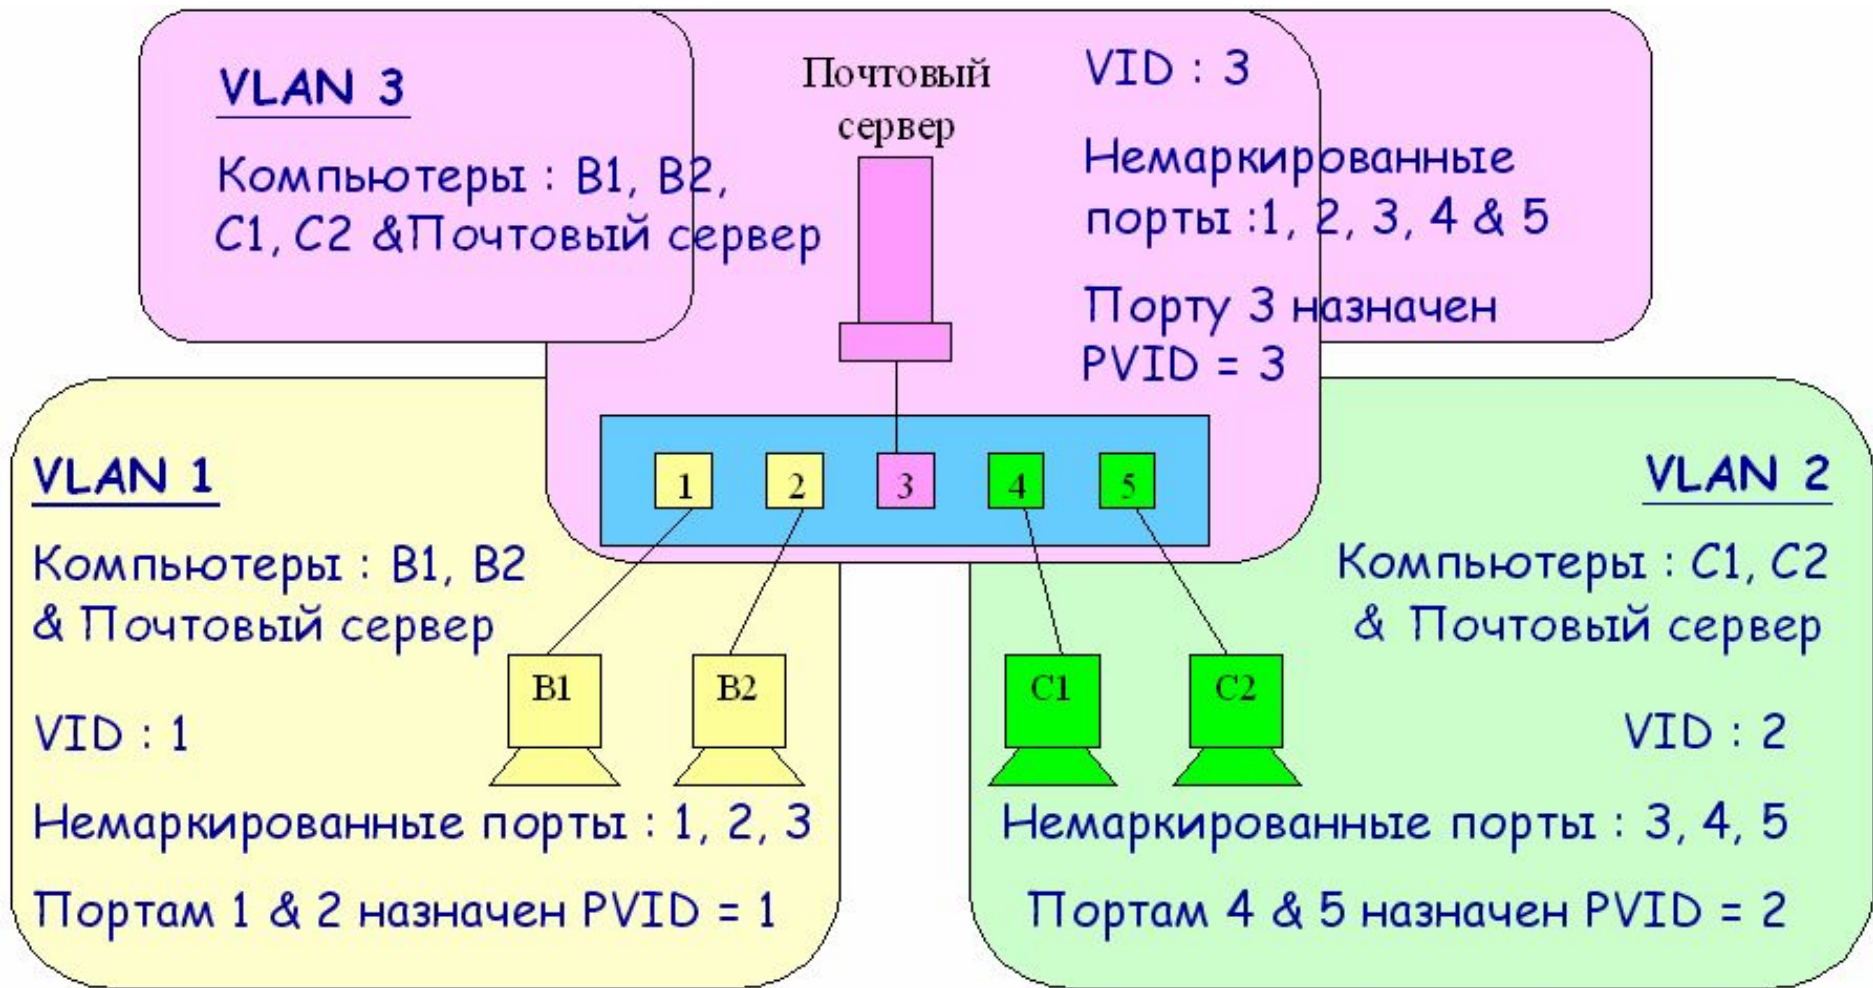 VLAN 3
Компьютеры : B1, B2,
C1, C2 &Почтовый сервер
Почтовый
сервер
VID : 3
Немаркированные
порты :1, 2, 3, 4 & 5
Порту 3 назначен
PVID = 3
1 2 3 4 5
VLAN 1
Компьютеры : B1, B2
& Почтовый сервер
B1 B2
VID : 1
Немаркированные порты : 1, 2, 3
Портам 1 & 2 назначен PVID = 1
VLAN 2
Компьютеры : C1, C2
& Почтовый сервер
C1 C2
VID : 2
Немаркированные порты : 3, 4, 5
Портам 4 & 5 назначен PVID = 2